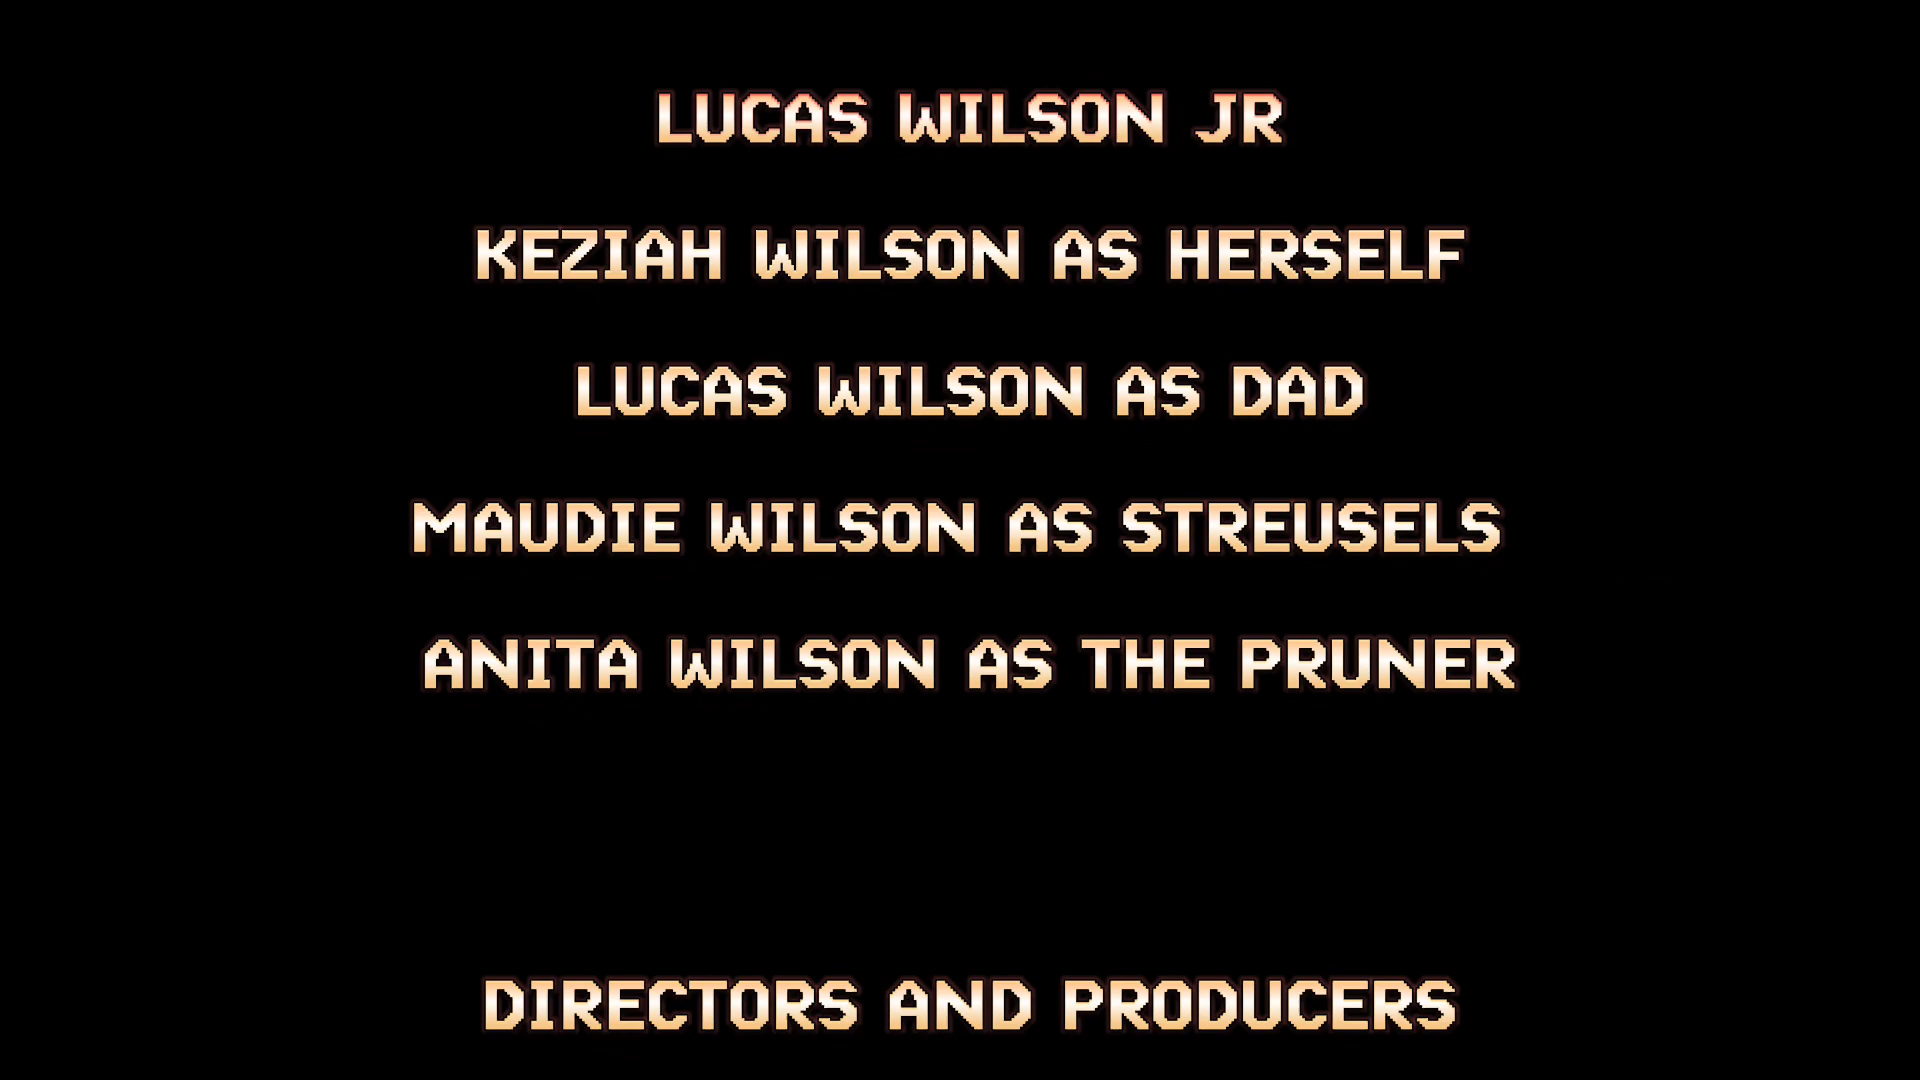 LUCAS WILSON JR
KEZIAH WILSON AS HERSELF
LUCAS WILSON AS DAD
MAUDIE WILSON AS STREUSELS
ANITA WILSON AS THE PRUNER
DIRECTORS AND PRODUCERS